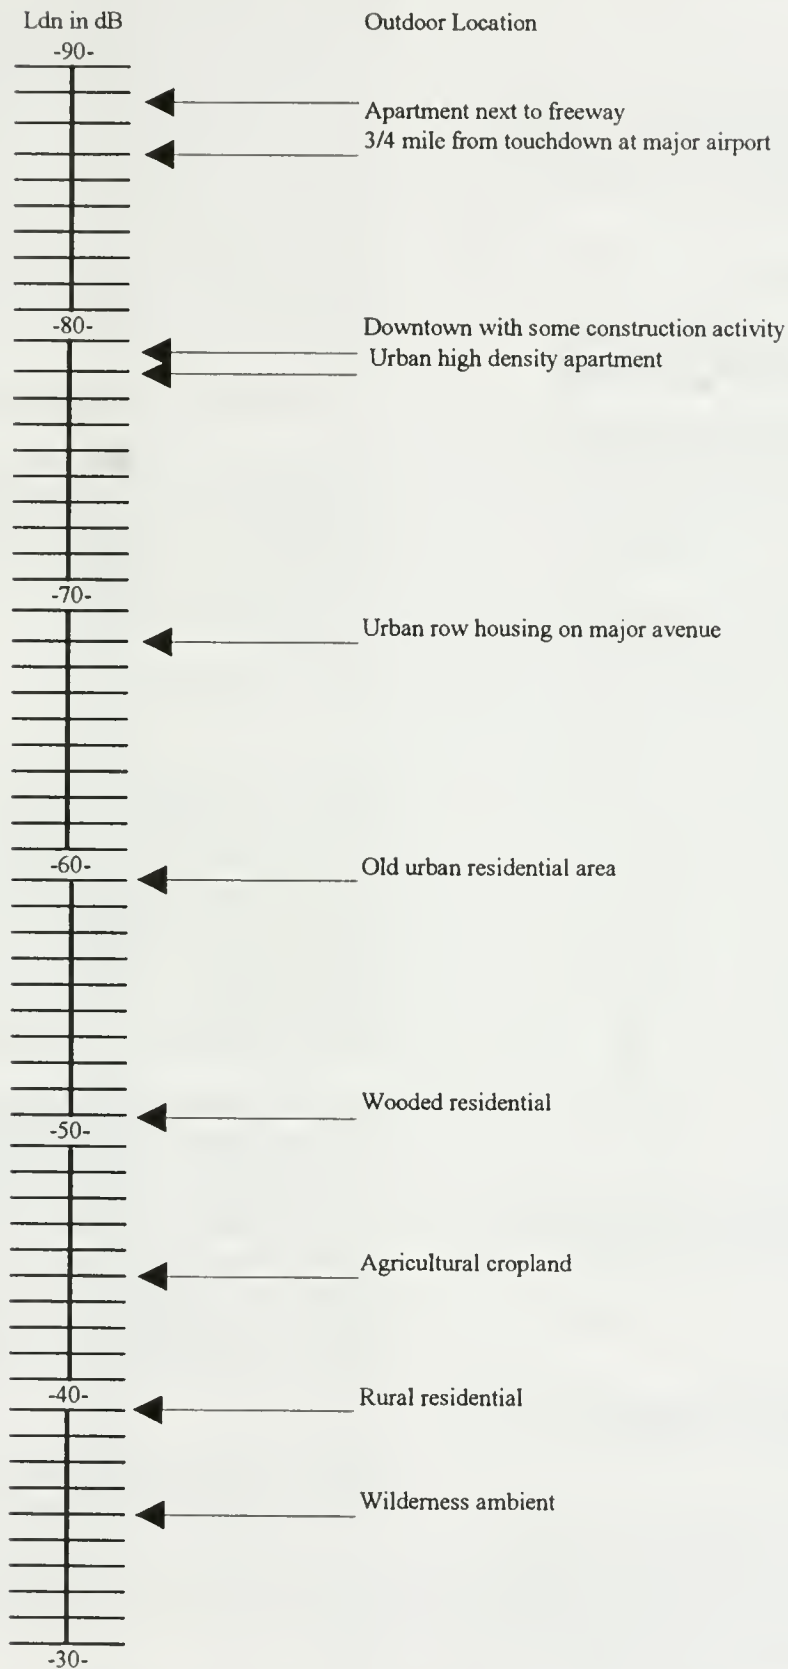 Ldn in dB Outdoor Location
-90-
Apartment next to freeway
3/4 mile from touchdown at major airport
-80-
Downtown with some construction activity
Urban high density apartment
-70-
Urban row housing on major avenue
-60-
Old urban residential area
Wooded residential
-50-
Agricultural cropland
-40-
Rural residential
Wilderness ambient
-30-